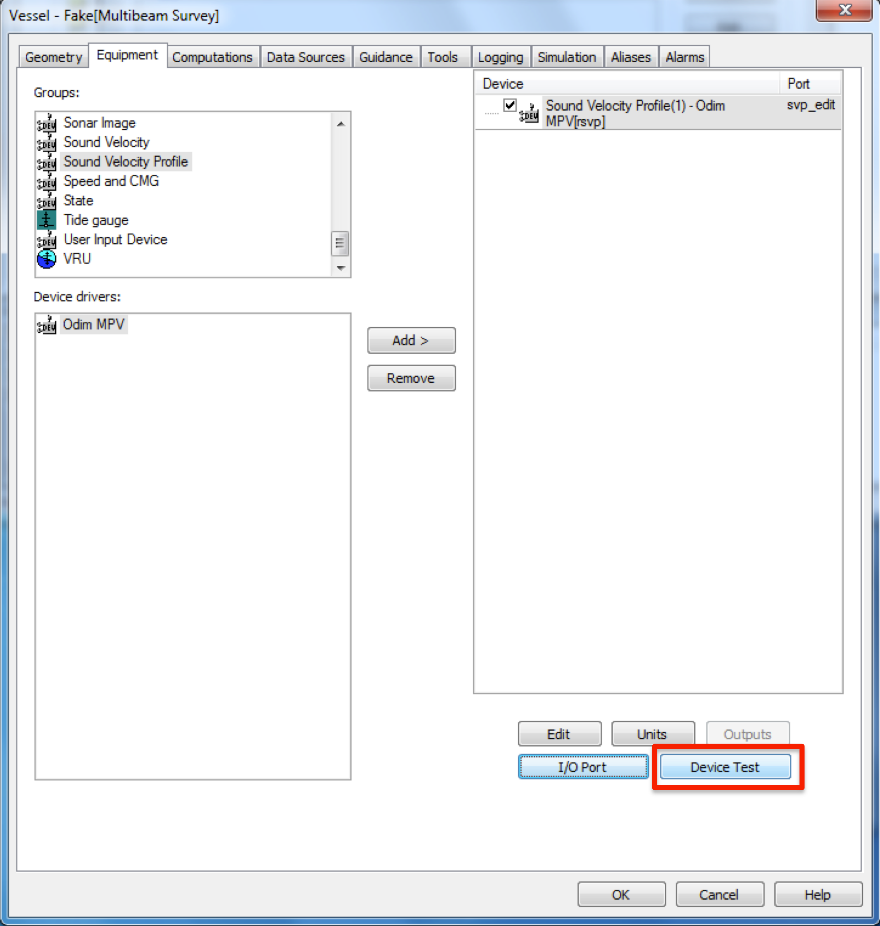 Vessel - Fake[Multibeam Survey]
Geometry Equipment Computations Data Sources Guidance Tools Logging Simulation Aliases Alarms
Groups:
Sonar Image
Sound Velocity
Sound Velocity Profile
Speed and CMG
State
Tide gauge
User Input Device
VRU
Device drivers:
Odim MPV
Add >
Remove
Device Port
Sound Velocity Profile(1) - Odim svp_edit
MPV[rsvp]
Edit Units Outputs
I/O Port Device Test
OK Cancel Help